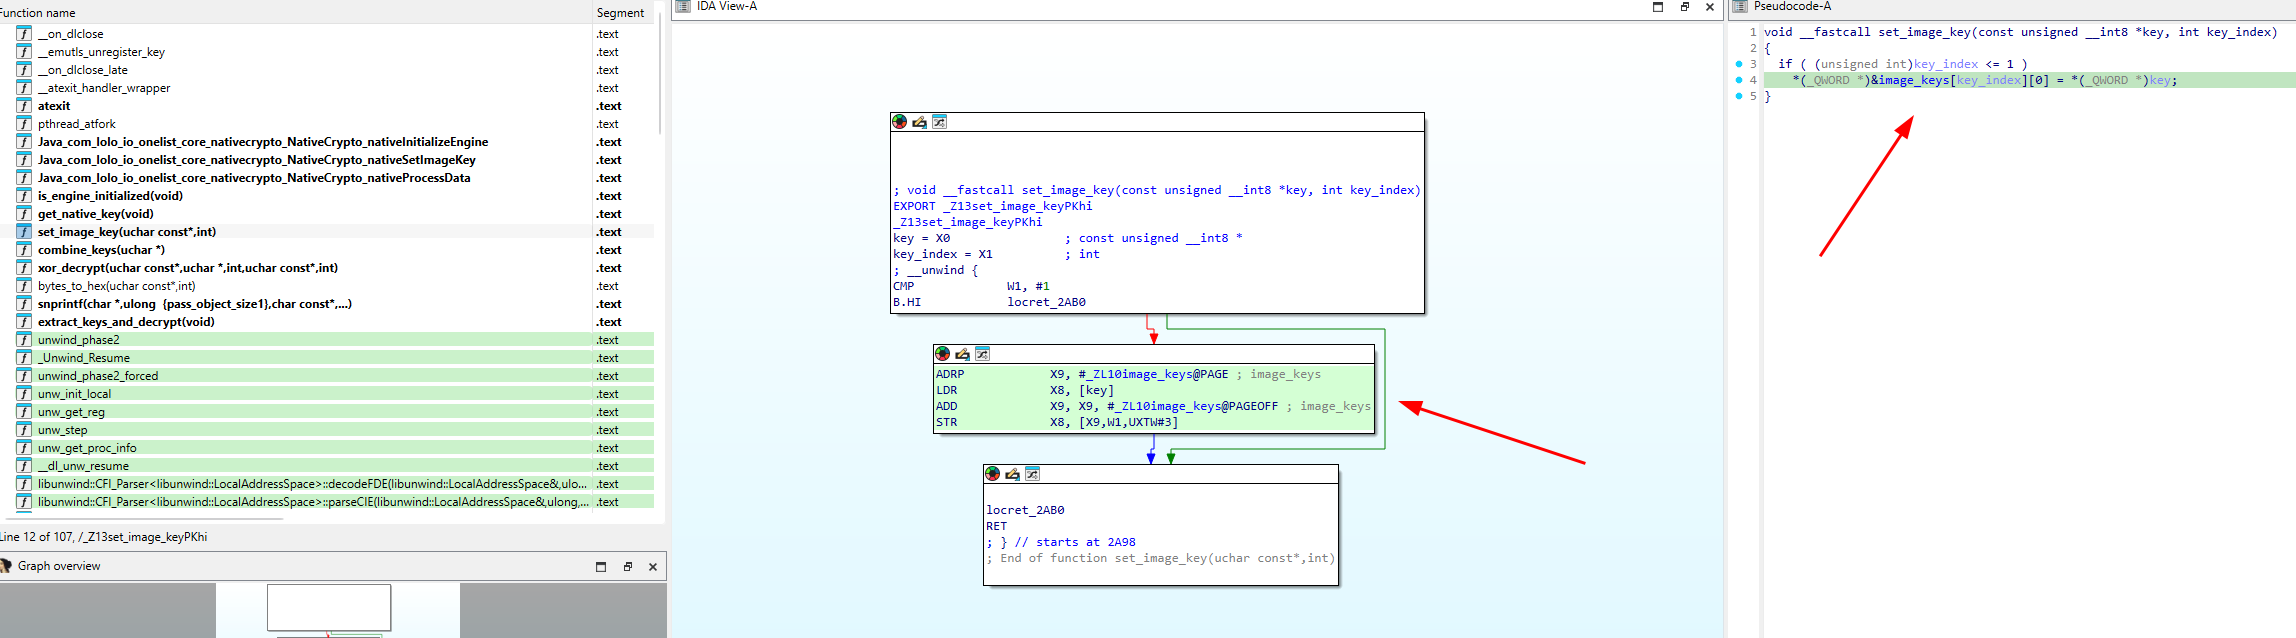 Function name Segment
__on_dlclose .text
__emutls_unregister_key .text
__on_dlclose_late .text
__atexit_handler_wrapper .text
atexit .text
pthread_atfork .text
Java_com_lolo_io_onelist_core_nativecrypto_NativeCrypto_nativeInitializeEngine .text
Java_com_lolo_io_onelist_core_nativecrypto_NativeCrypto_nativeSetImageKey .text
Java_com_lolo_io_onelist_core_nativecrypto_NativeCrypto_nativeProcessData .text
is_engine_initialized(void) .text
get_native_key(void) .text
set_image_key(uchar const*,int) .text
combine_keys(uchar *) .text
xor_decrypt(uchar const*,uchar *,int,uchar const*,int) .text
bytes_to_hex(uchar const*,int) .text
snprintf(char *,ulong {pass_object_size1},char const*,...) .text
extract_keys_and_decrypt(void) .text
unwind_phase2 .text
_Unwind_Resume .text
unwind_phase2_forced .text
unw_init_local .text
unw_get_reg .text
unw_step .text
unw_get_proc_info .text
__dl_unw_resume .text
libunwind::CFI_Parser<libunwind::LocalAddressSpace>::decodeFDE(libunwind::LocalAddressSpace&,ulo... .text
libunwind::CFI_Parser<libunwind::LocalAddressSpace>::parseCIE(libunwind::LocalAddressSpace&,ulong,... .text
Line 12 of 107, /_Z13set_image_keyPKhi
Graph overview
IDA View-A
; void __fastcall set_image_key(const unsigned __int8 *key, int key_index)
EXPORT _Z13set_image_keyPKhi
_Z13set_image_keyPKhi
key = X0 ; const unsigned __int8 *
key_index = X1 ; int
; __unwind {
CMP W1, #1
B.HI locret_2AB0
ADRP X9, #_ZL10image_keys@PAGE ; image_keys
LDR X8, [key]
ADD X9, X9, #_ZL10image_keys@PAGEOFF ; image_keys
STR X8, [X9,W1,UXTW#3]
locret_2AB0
RET
; } // starts at 2A98
; End of function set_image_key(uchar const*,int)
Pseudocode-A
1 void __fastcall set_image_key(const unsigned __int8 *key, int key_index)
2 {
3 if ( (unsigned int)key_index <= 1 )
4 *(_QWORD *)&image_keys[key_index][0] = *(_QWORD *)key;
5 }